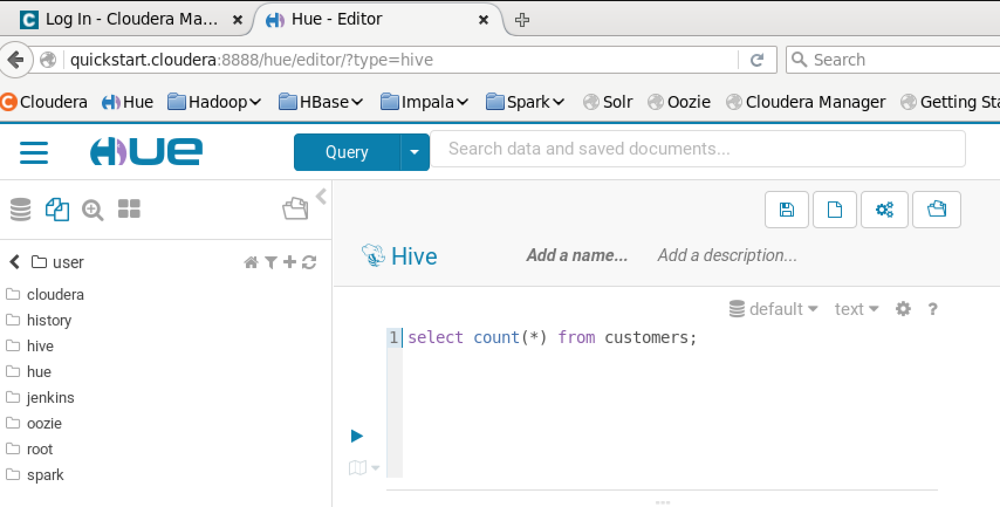 Log In - Cloudera Ma...
Hue - Editor
quickstart.cloudera:8888/hue/editor/?type=hive
Search
Cloudera Hue Hadoop HBase Impala Spark Solr Oozie Cloudera Manager Getting Sta
HUE
Query
Search data and saved documents...
user
cloudera
history
hive
hue
jenkins
oozie
root
spark
Hive Add a name... Add a description...
default text ?
1 select count(*) from customers;